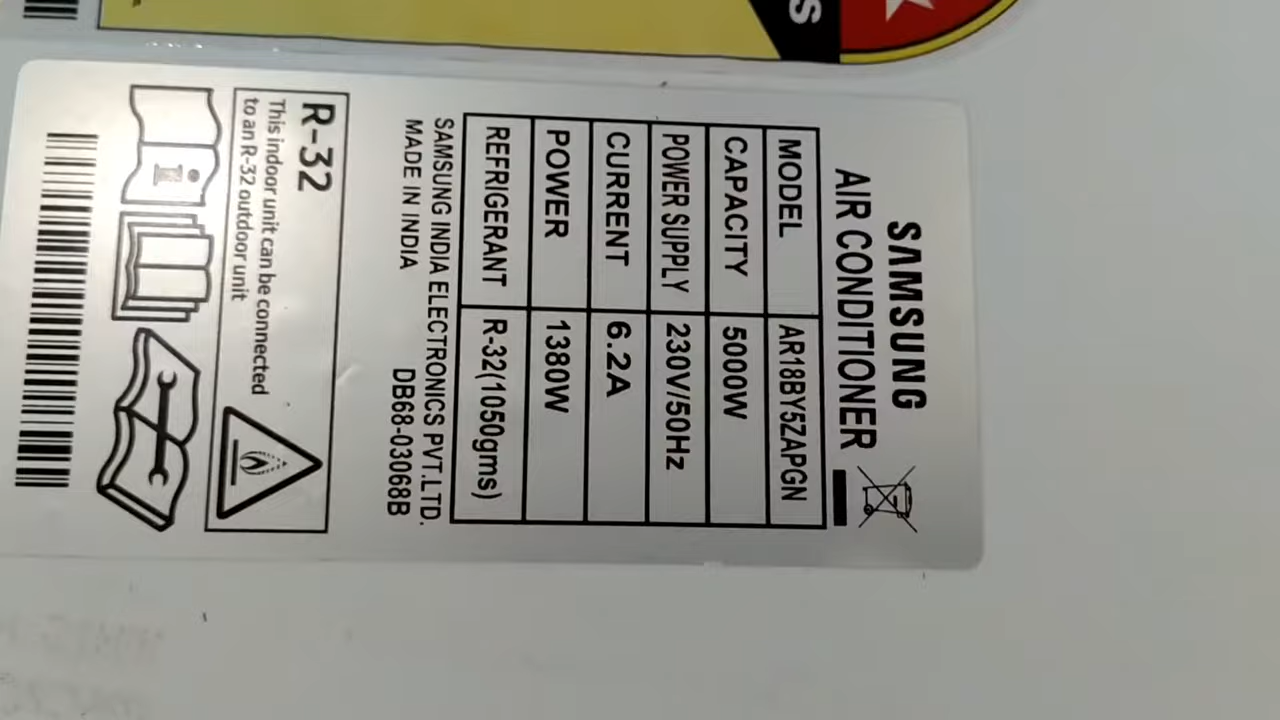 S
SAMSUNG
AIR CONDITIONER
MODEL AR18BY5ZAPGN
CAPACITY 5000W
POWER SUPPLY 230V/50Hz
CURRENT 6.2A
POWER 1380W
REFRIGERANT R-32(1050gms)
SAMSUNG INDIA ELECTRONICS PVT.LTD.
MADE IN INDIA DB68-03068B
R-32
This indoor unit can be connected
to an R-32 outdoor unit